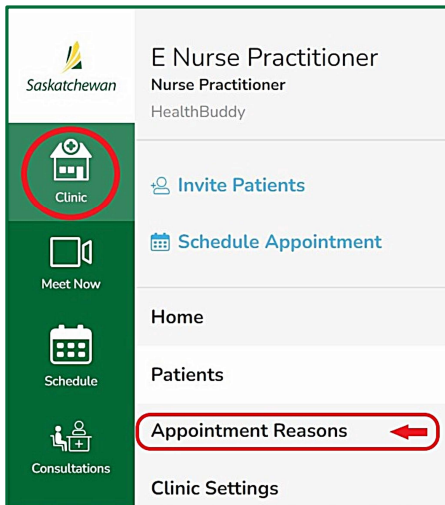 Saskatchewan
Clinic
Meet Now
Schedule
Consultations
E Nurse Practitioner
Nurse Practitioner
HealthBuddy
Invite Patients
Schedule Appointment
Home
Patients
Appointment Reasons
Clinic Settings